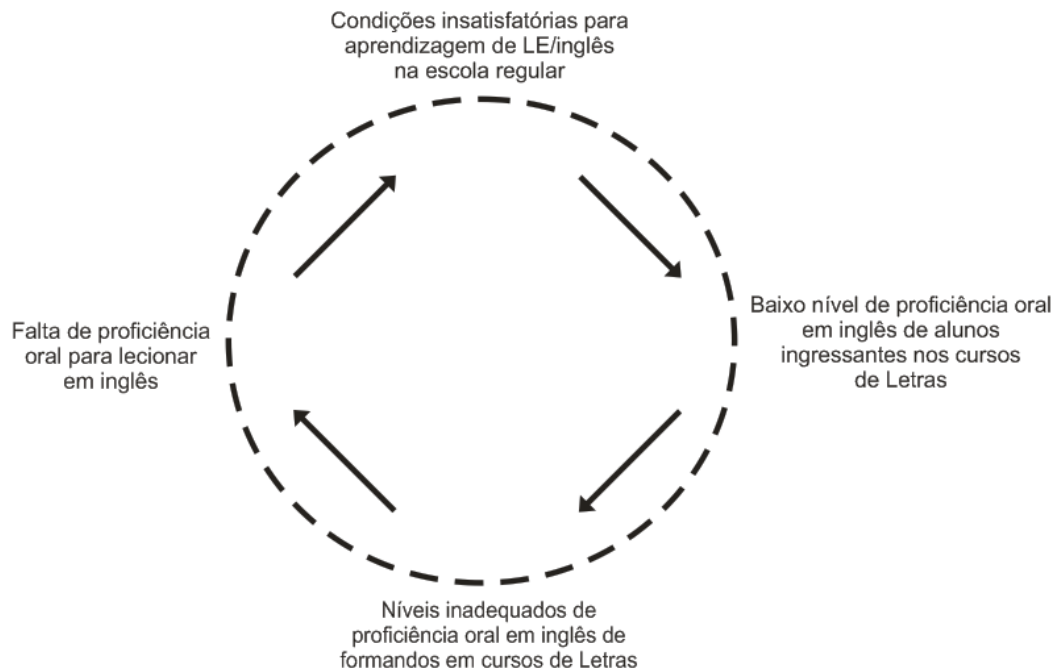 Condições insatisfatórias para
aprendizagem de LE/inglês
na escola regular
Baixo nível de proficiência oral
em inglês de alunos
ingressantes nos cursos
de Letras
Níveis inadequados de
proficiência oral em inglês de
formandos em cursos de Letras
Falta de proficiência
oral para lecionar
em inglês